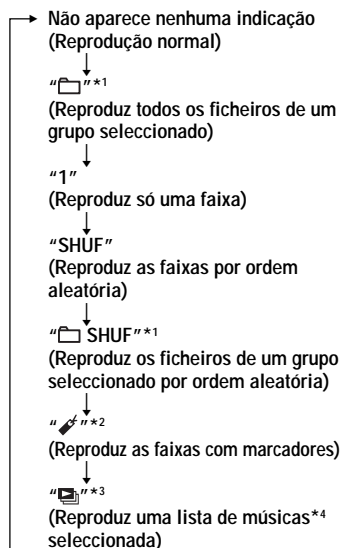 Não aparece nenhuma indicação
(Reprodução normal)
“ ”*1
(Reproduz todos os ficheiros de um
grupo seleccionado)
“1”
(Reproduz só uma faixa)
“SHUF”
(Reproduz as faixas por ordem
aleatória)
“ SHUF”*1
(Reproduz os ficheiros de um grupo
seleccionado por ordem aleatória)
“ ”*2
(Reproduz as faixas com marcadores)
“ ”*3
(Reproduz uma lista de músicas*4
seleccionada)